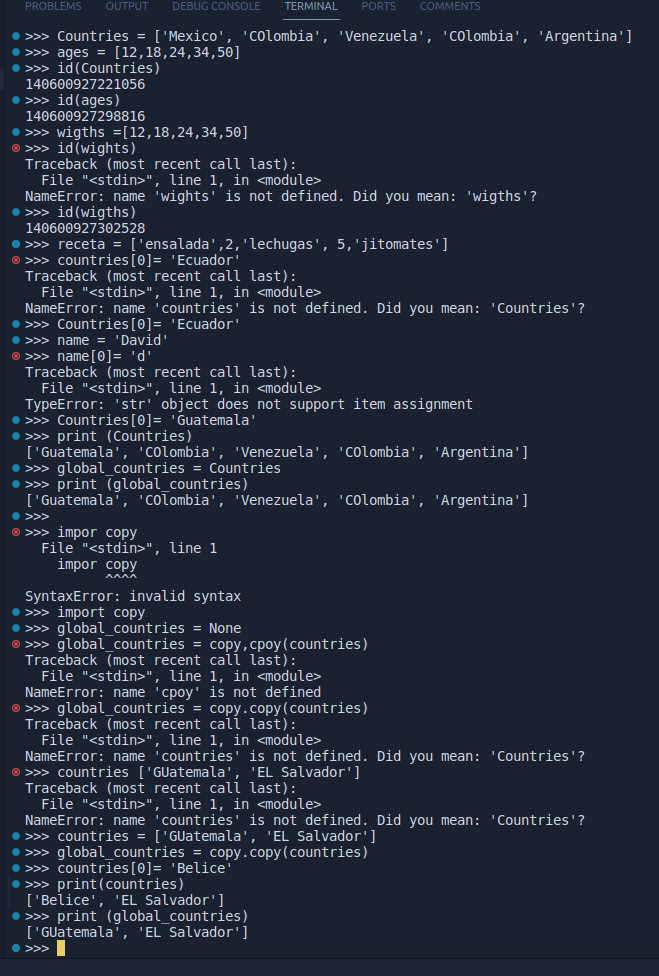 PROBLEMS OUTPUT DEBUG CONSOLE TERMINAL PORTS COMMENTS
>>> Countries = ['Mexico', 'COlombia', 'Venezuela', 'COlombia', 'Argentina']
>>> ages = [12,18,24,34,50]
>>> id(Countries)
140600927221056
>>> id(ages)
140600927298816
>>> wigths =[12,18,24,34,50]
>>> id(wights)
Traceback (most recent call last):
  File "<stdin>", line 1, in <module>
NameError: name 'wights' is not defined. Did you mean: 'wigths'?
>>> id(wigths)
140600927302528
>>> receta = ['ensalada',2,'lechugas', 5,'jitomates']
>>> countries[0]= 'Ecuador'
Traceback (most recent call last):
  File "<stdin>", line 1, in <module>
NameError: name 'countries' is not defined. Did you mean: 'Countries'?
>>> Countries[0]= 'Ecuador'
>>> name = 'David'
>>> name[0]= 'd'
Traceback (most recent call last):
  File "<stdin>", line 1, in <module>
TypeError: 'str' object does not support item assignment
>>> Countries[0]= 'Guatemala'
>>> print (Countries)
['Guatemala', 'COlombia', 'Venezuela', 'COlombia', 'Argentina']
>>> global_countries = Countries
>>> print (global_countries)
['Guatemala', 'COlombia', 'Venezuela', 'COlombia', 'Argentina']
>>>
>>> impor copy
  File "<stdin>", line 1
    impor copy
          ^^^^
SyntaxError: invalid syntax
>>> import copy
>>> global_countries = None
>>> global_countries = copy,cpoy(countries)
Traceback (most recent call last):
  File "<stdin>", line 1, in <module>
NameError: name 'cpoy' is not defined
>>> global_countries = copy.copy(countries)
Traceback (most recent call last):
  File "<stdin>", line 1, in <module>
NameError: name 'countries' is not defined. Did you mean: 'Countries'?
>>> countries ['GUatemala', 'EL Salvador']
Traceback (most recent call last):
  File "<stdin>", line 1, in <module>
NameError: name 'countries' is not defined. Did you mean: 'Countries'?
>>> countries = ['GUatemala', 'EL Salvador']
>>> global_countries = copy.copy(countries)
>>> countries[0]= 'Belice'
>>> print(countries)
['Belice', 'EL Salvador']
>>> print (global_countries)
['GUatemala', 'EL Salvador']
>>>